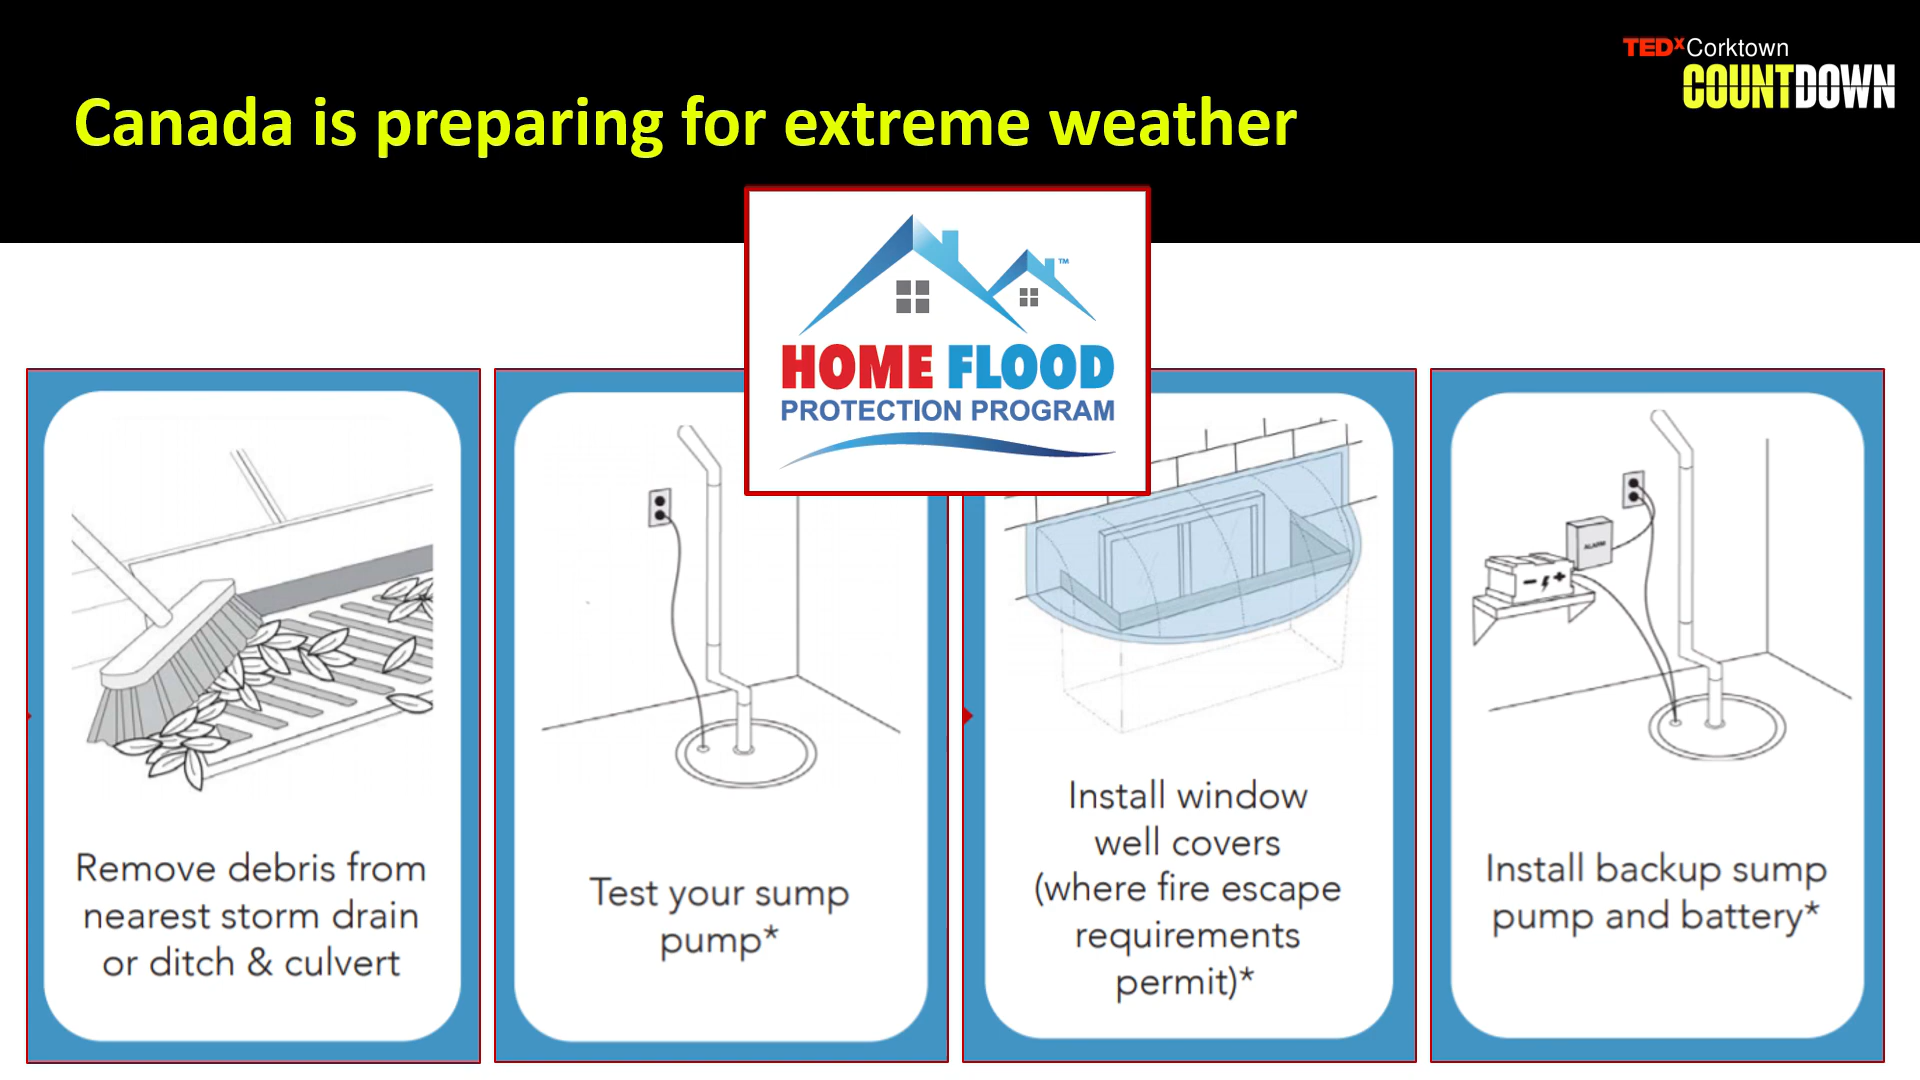 TEDxCorktown
COUNTDOWN
Canada is preparing for extreme weather
TM
HOME FLOOD
PROTECTION PROGRAM
Remove debris from
nearest storm drain
or ditch & culvert
Test your sump
pump*
Install window
well covers
(where fire escape
requirements
permit)*
ALARM
Install backup sump
pump and battery*